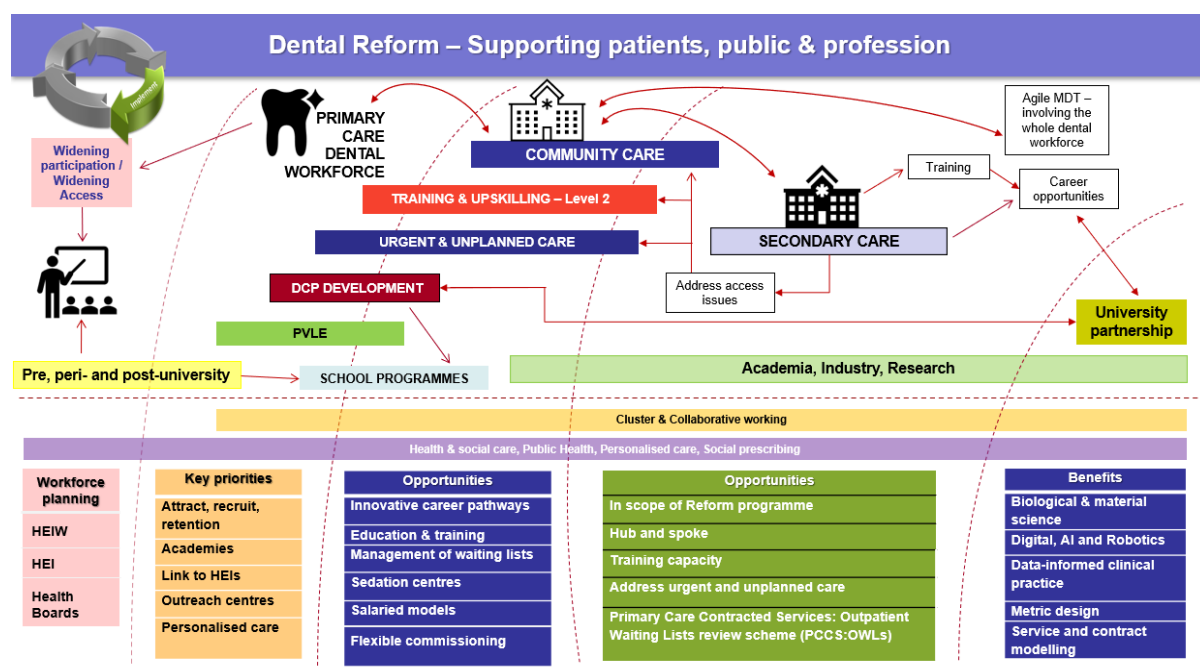 Dental Reform – Supporting patients, public & profession
Implement
Widening
participation /
Widening
Access
PRIMARY
CARE
DENTAL
WORKFORCE
COMMUNITY CARE
Agile MDT –
involving the
whole dental
workforce
TRAINING & UPSKILLING – Level 2
Training
Career
opportunities
URGENT & UNPLANNED CARE
SECONDARY CARE
DCP DEVELOPMENT
Address access
issues
University
partnership
PVLE
Pre, peri- and post-university
SCHOOL PROGRAMMES
Academia, Industry, Research
Cluster & Collaborative working
Health & social care, Public Health, Personalised care, Social prescribing
Workforce
planning
HEIW
HEI
Health
Boards
Key priorities
Attract, recruit,
retention
Academies
Link to HEIs
Outreach centres
Personalised care
Opportunities
Innovative career pathways
Education & training
Management of waiting lists
Sedation centres
Salaried models
Flexible commissioning
Opportunities
In scope of Reform programme
Hub and spoke
Training capacity
Address urgent and unplanned care
Primary Care Contracted Services: Outpatient
Waiting Lists review scheme (PCCS:OWLs)
Benefits
Biological & material
science
Digital, AI and Robotics
Data-informed clinical
practice
Metric design
Service and contract
modelling